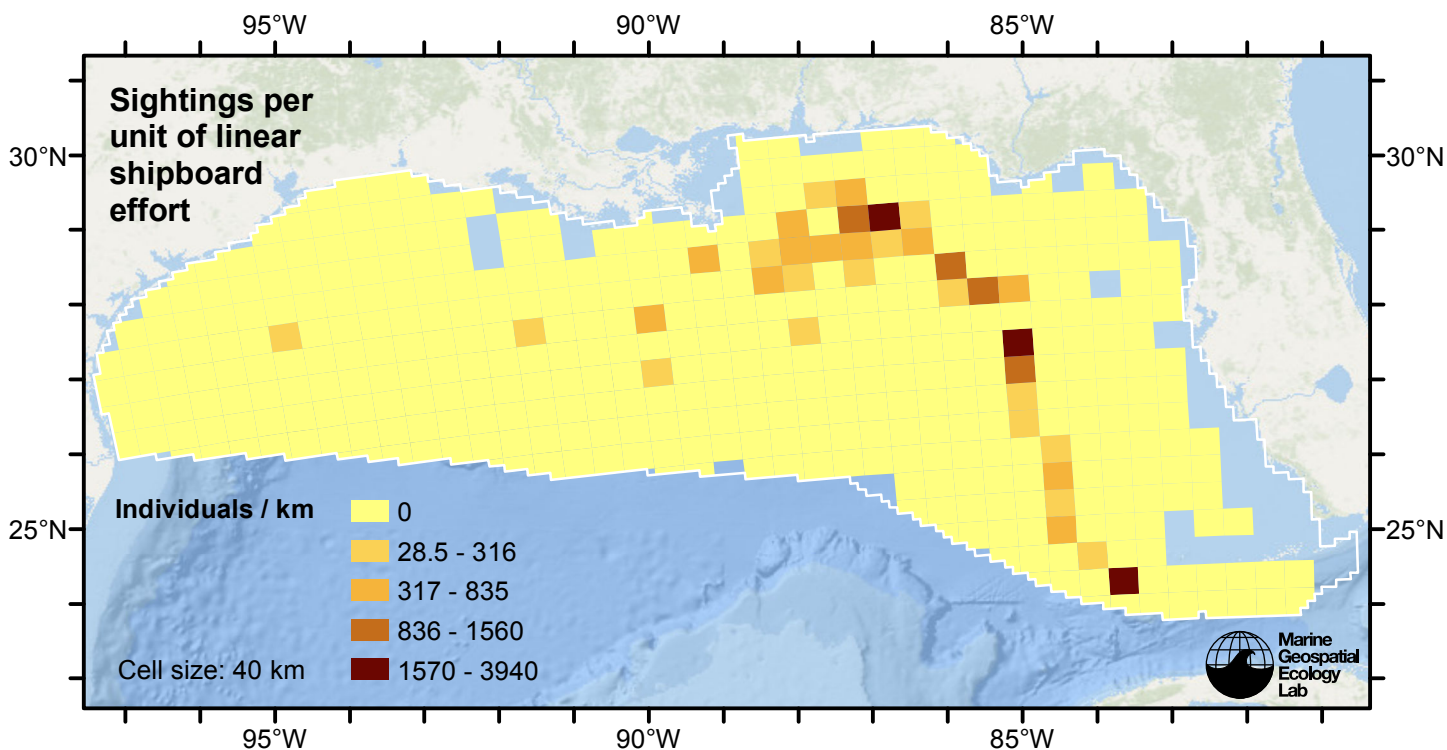 95°W 90°W 85°W
Sightings per
unit of linear
shipboard
effort
30°N 30°N
Individuals / km
0
28.5 - 316
25°N 25°N
317 - 835
836 - 1560
Cell size: 40 km
1570 - 3940
Marine
Geospatial
Ecology
Lab
95°W 90°W 85°W